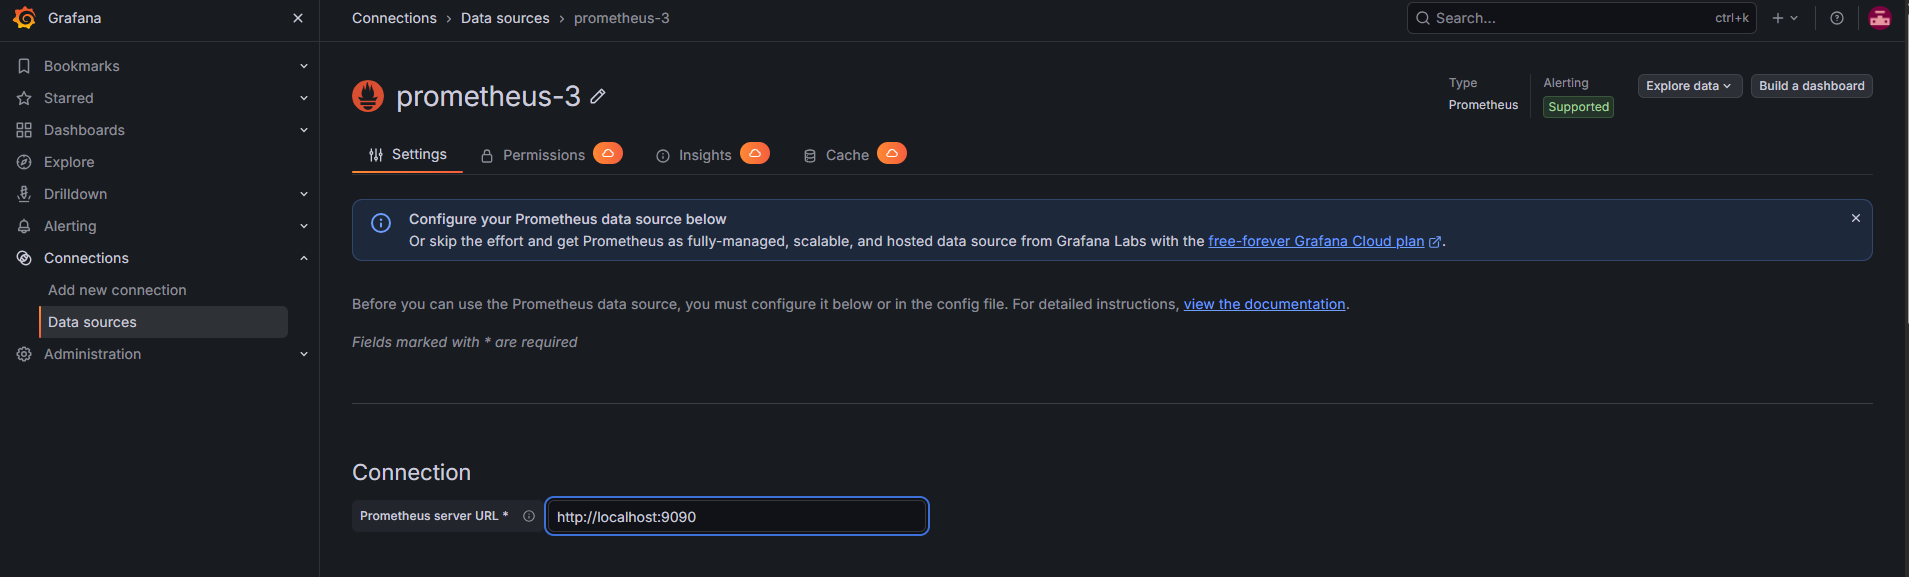 Grafana
Connections › Data sources › prometheus-3
Search...
ctrl+k
Bookmarks
Starred
Dashboards
Explore
Drilldown
Alerting
Connections
Add new connection
Data sources
Administration
prometheus-3
Type
Prometheus
Alerting
Supported
Explore data
Build a dashboard
Settings
Permissions
Insights
Cache
Configure your Prometheus data source below
Or skip the effort and get Prometheus as fully-managed, scalable, and hosted data source from Grafana Labs with the free-forever Grafana Cloud plan.
Before you can use the Prometheus data source, you must configure it below or in the config file. For detailed instructions, view the documentation.
Fields marked with * are required
Connection
Prometheus server URL *
http://localhost:9090